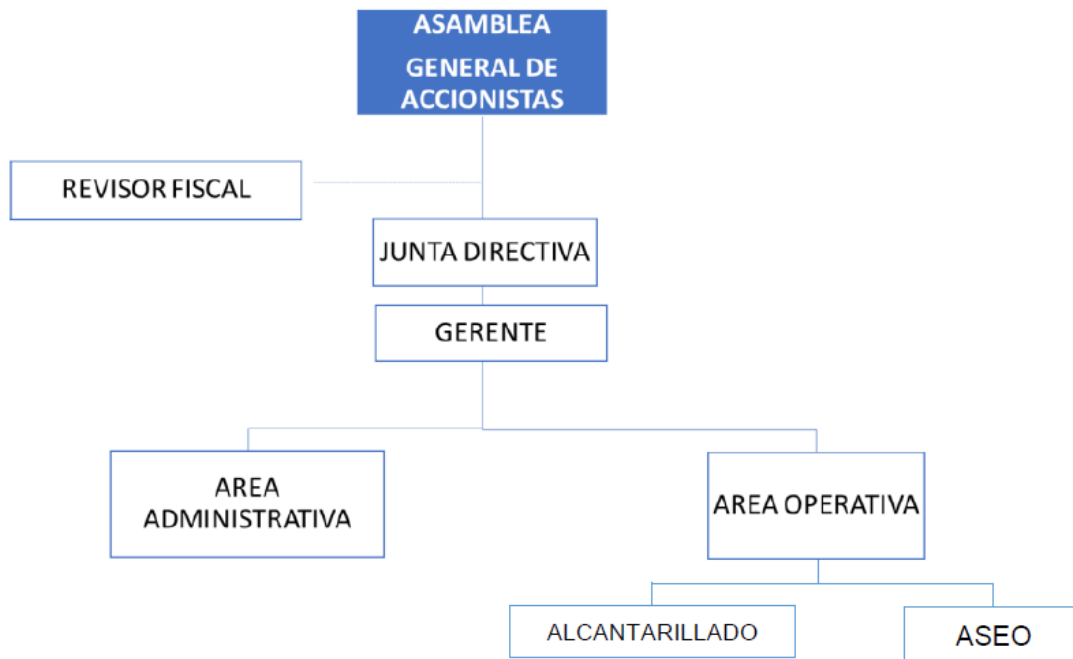 ASAMBLEA
GENERAL DE
ACCIONISTAS
REVISOR FISCAL
JUNTA DIRECTIVA
GERENTE
AREA
ADMINISTRATIVA
AREA OPERATIVA
ALCANTARILLADO
ASEO